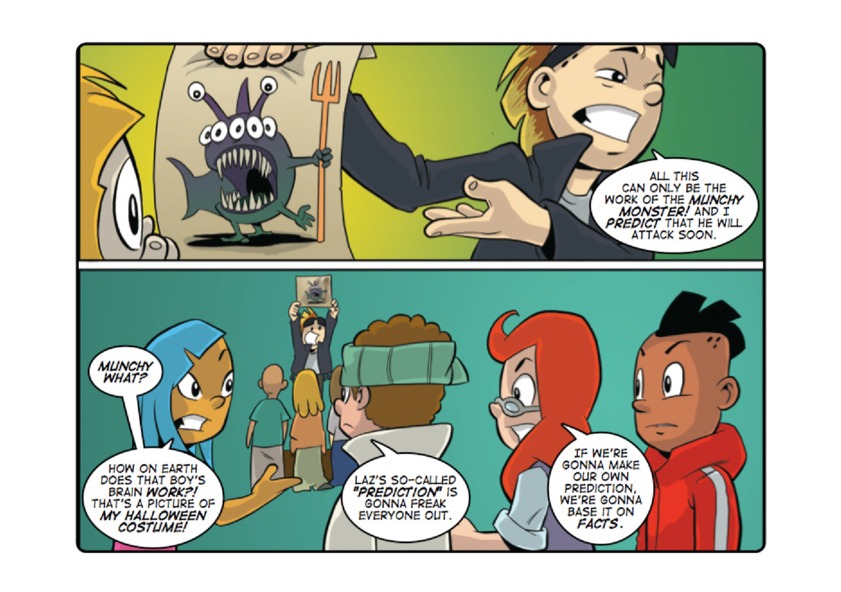 ALL THIS
CAN ONLY BE THE
WORK OF THE MUNCHY
MONSTER! AND I
PREDICT THAT HE WILL
ATTACK SOON.
MUNCHY
WHAT?
HOW ON EARTH
DOES THAT BOY'S
BRAIN WORK?!
THAT'S A PICTURE OF
MY HALLOWEEN
COSTUME!
LAZ'S SO-CALLED
"PREDICTION" IS
GONNA FREAK
EVERYONE OUT.
IF WE'RE
GONNA MAKE
OUR OWN
PREDICTION,
WE'RE GONNA
BASE IT ON
FACTS.